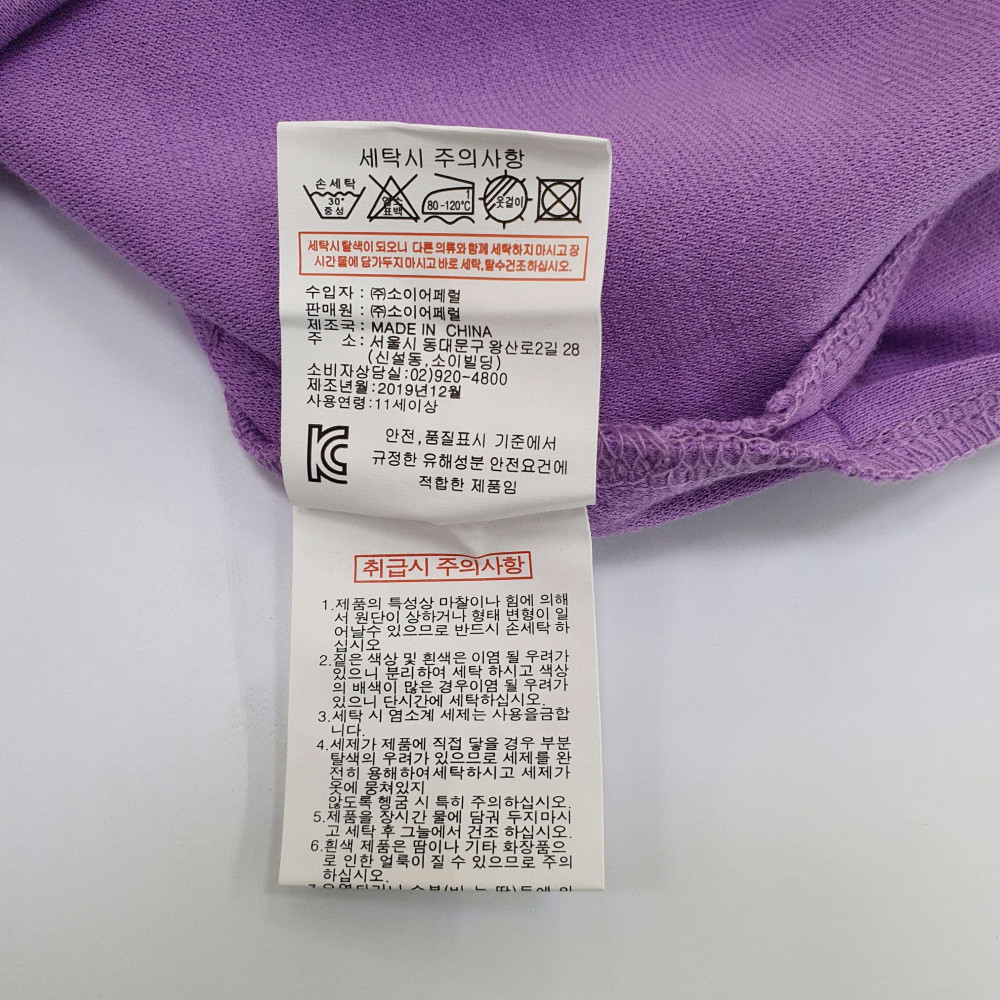 세탁시 주의사항
손세탁
30°
중성
염소
표백
80-120℃
옷걸이
세탁시 탈색이 되오니 다른 의류와 함께 세탁하지 마시고 장
시간 물에 담가두지 마시고 바로 세탁,탈수건조하십시오.
수입자 : ㈜소이어페럴
판매원 : ㈜소이어페럴
제조국 : MADE IN CHINA
주 소 : 서울시 동대문구 왕산로2길 28
(신설동,소이빌딩)
소비자상담실:02)920-4800
제조년월:2019년12월
사용연령:11세이상
안전,품질표시 기준에서
규정한 유해성분 안전요건에
적합한 제품임
취급시 주의사항
1.제품의 특성상 마찰이나 힘에 의해
서 원단이 상하거나 형태 변형이 일
어날수 있으므로 반드시 손세탁 하
십시오
2.짙은 색상 및 흰색은 이염 될 우려가
있으니 분리하여 세탁 하시고 색상
의 배색이 많은 경우이염 될 우려가
있으니 단시간에 세탁하십시오.
3.세탁 시 염소계 세제는 사용을금합
니다.
4.세제가 제품에 직접 닿을 경우 부분
탈색의 우려가 있으므로 세제를 완
전히 용해하여세탁하시고 세제가
옷에 뭉쳐있지
않도록 헹굼 시 특히 주의하십시오.
5.제품을 장시간 물에 담궈 두지마시
고 세탁 후 그늘에서 건조 하십시오.
6.흰색 제품은 땀이나 기타 화장품으
로 인한 얼룩이 질 수 있으므로 주의
하십시오.